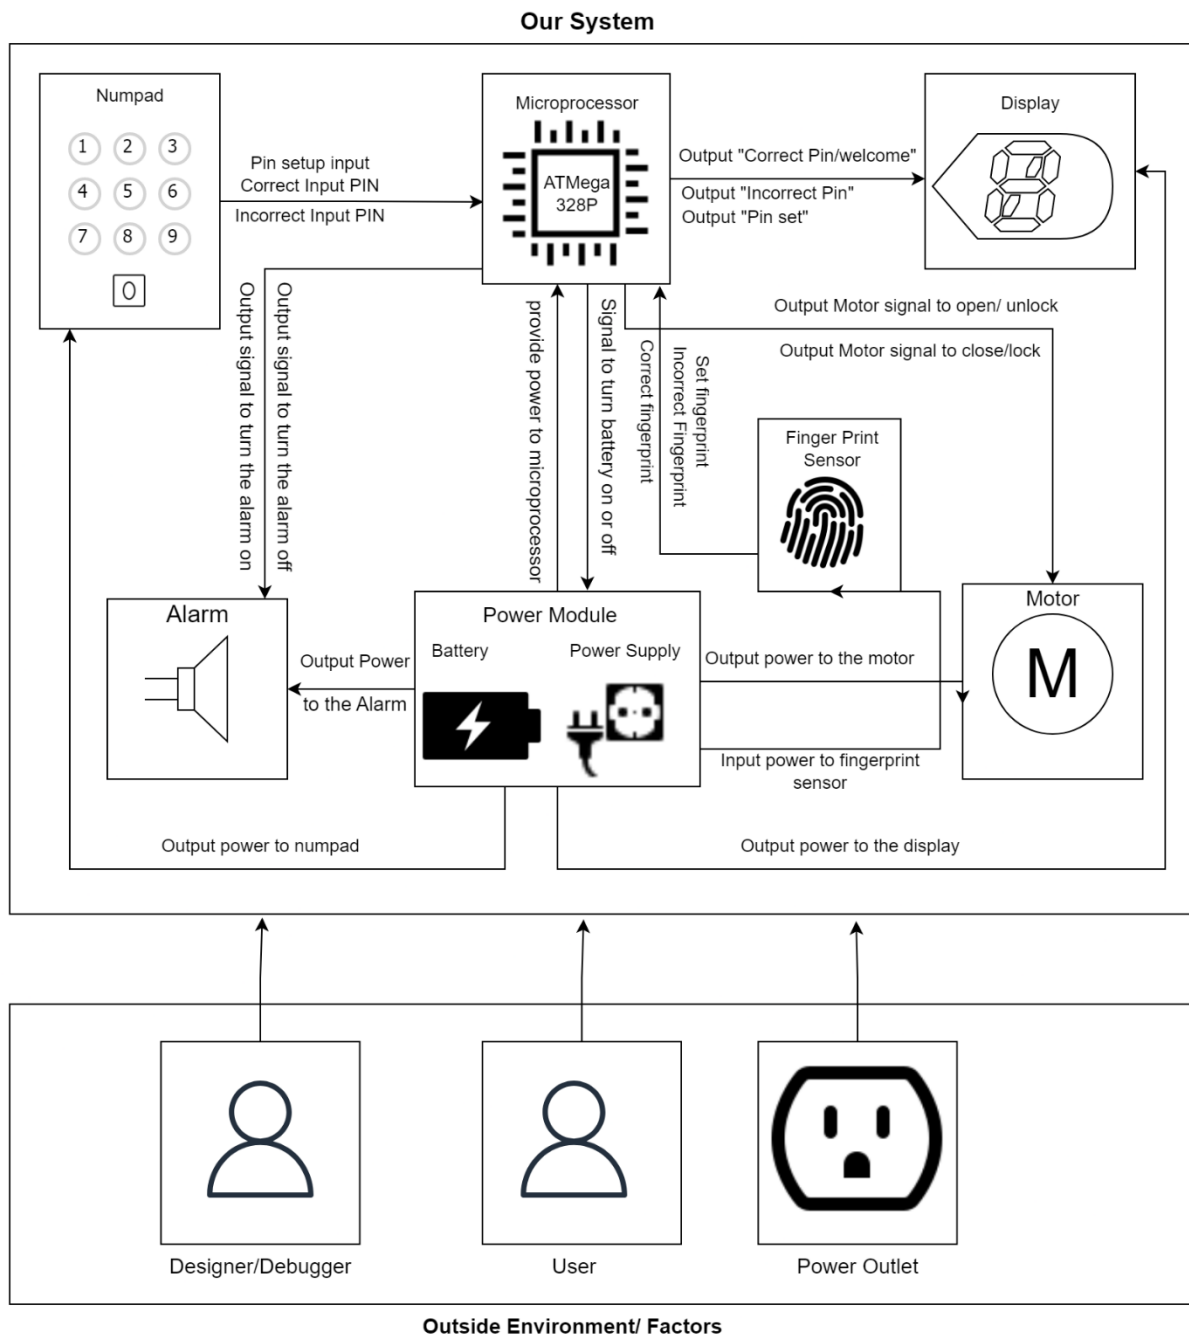 Our System
Numpad
1 2 3
4 5 6
7 8 9
0
Pin setup input
Correct Input PIN
Incorrect Input PIN
Microprocessor
ATMega
328P
Output "Correct Pin/welcome"
Output "Incorrect Pin"
Output "Pin set"
Display
Output signal to turn the alarm on
Output signal to turn the alarm off
provide power to microprocessor
Signal to turn battery on or off
Correct fingerprint
Incorrect Fingerprint
Set fingerprint
Output Motor signal to open/ unlock
Output Motor signal to close/lock
Finger Print
Sensor
Alarm
Output Power
to the Alarm
Power Module
Battery
Power Supply
Output power to the motor
Input power to fingerprint
sensor
Motor
M
Output power to numpad
Output power to the display
Designer/Debugger
User
Power Outlet
Outside Environment/ Factors